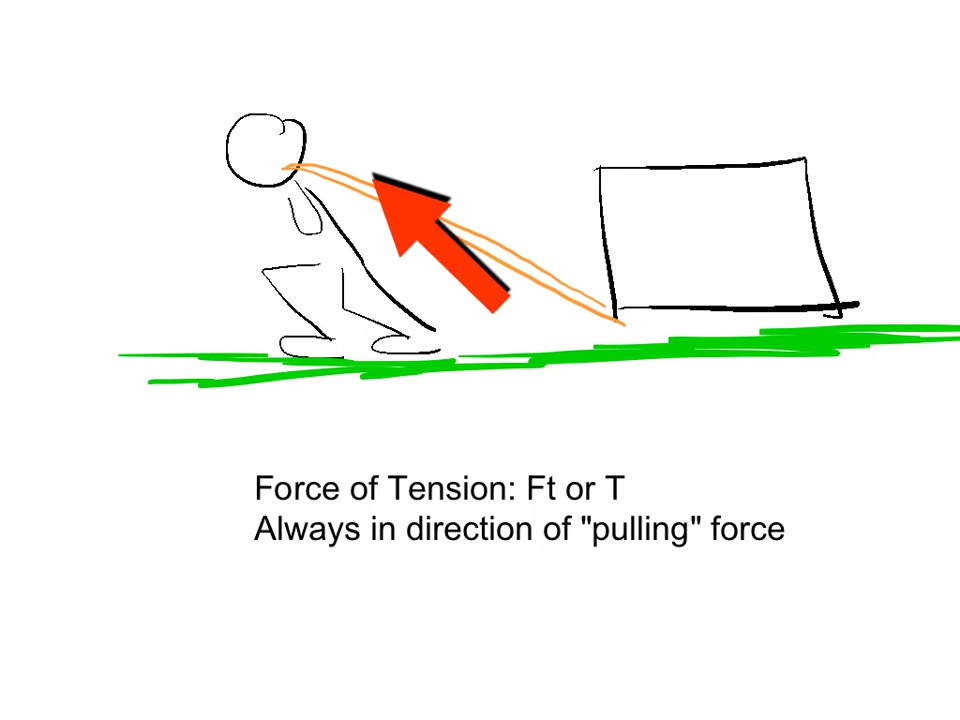 Force of Tension: Ft or T
Always in direction of "pulling" force